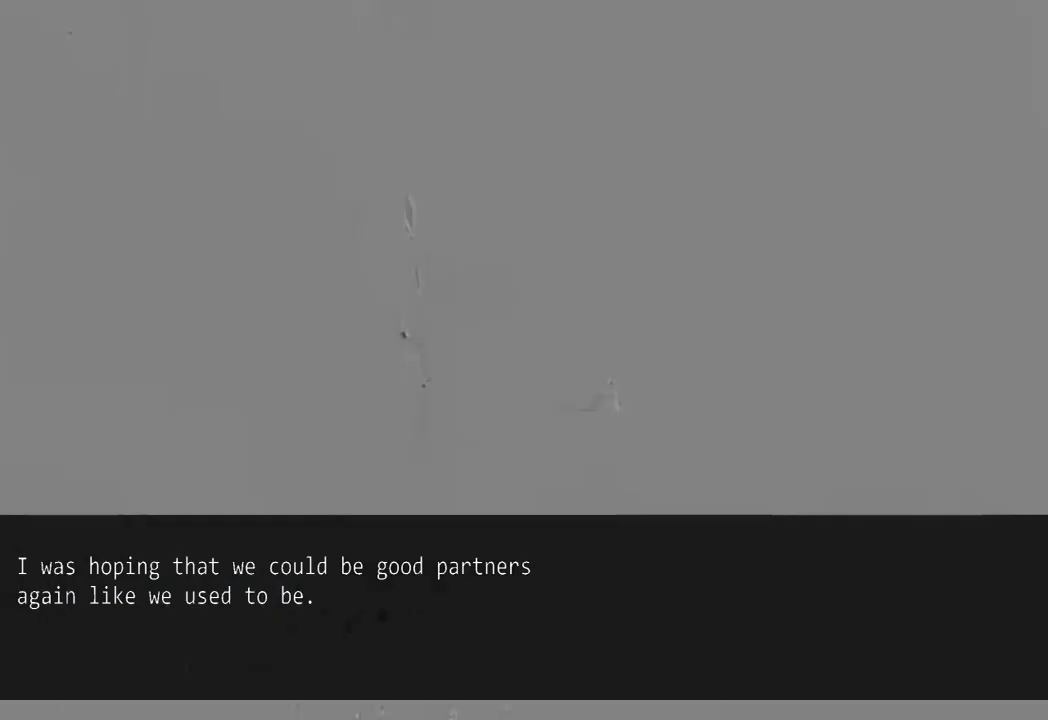 I was hoping that we could be good partners
again like we used to be.